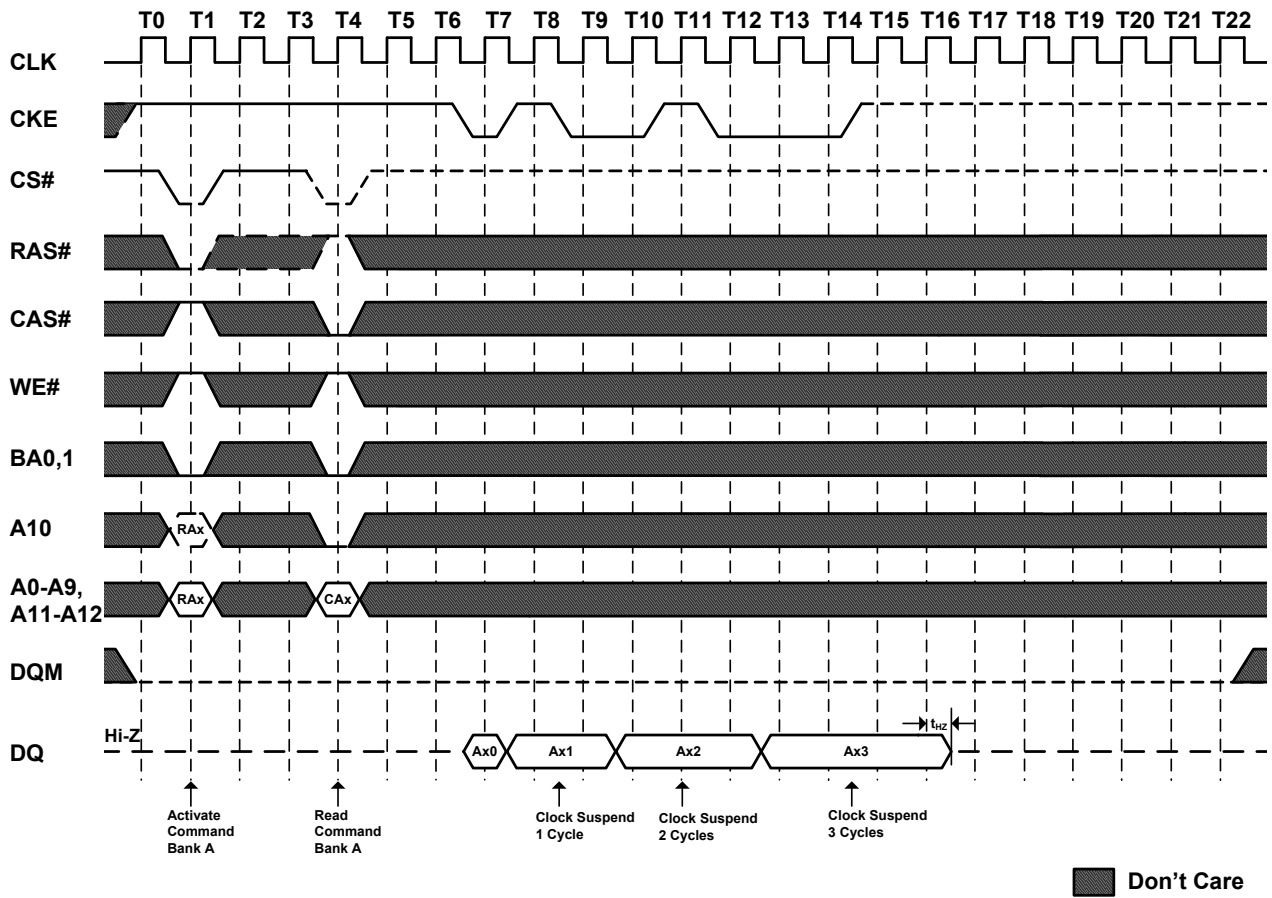 T0 T1 T2 T3 T4 T5 T6 T7 T8 T9 T10 T11 T12 T13 T14 T15 T16 T17 T18 T19 T20 T21 T22
CLK
CKE
CS#
RAS#
CAS#
WE#
BA0,1
A10
RAx
A0-A9,
A11-A12
RAx
CAx
DQM
Hi-Z
tHZ
DQ
Ax0
Ax1
Ax2
Ax3
Activate
Command
Bank A
Read
Command
Bank A
Clock Suspend
1 Cycle
Clock Suspend
2 Cycles
Clock Suspend
3 Cycles
Don't Care